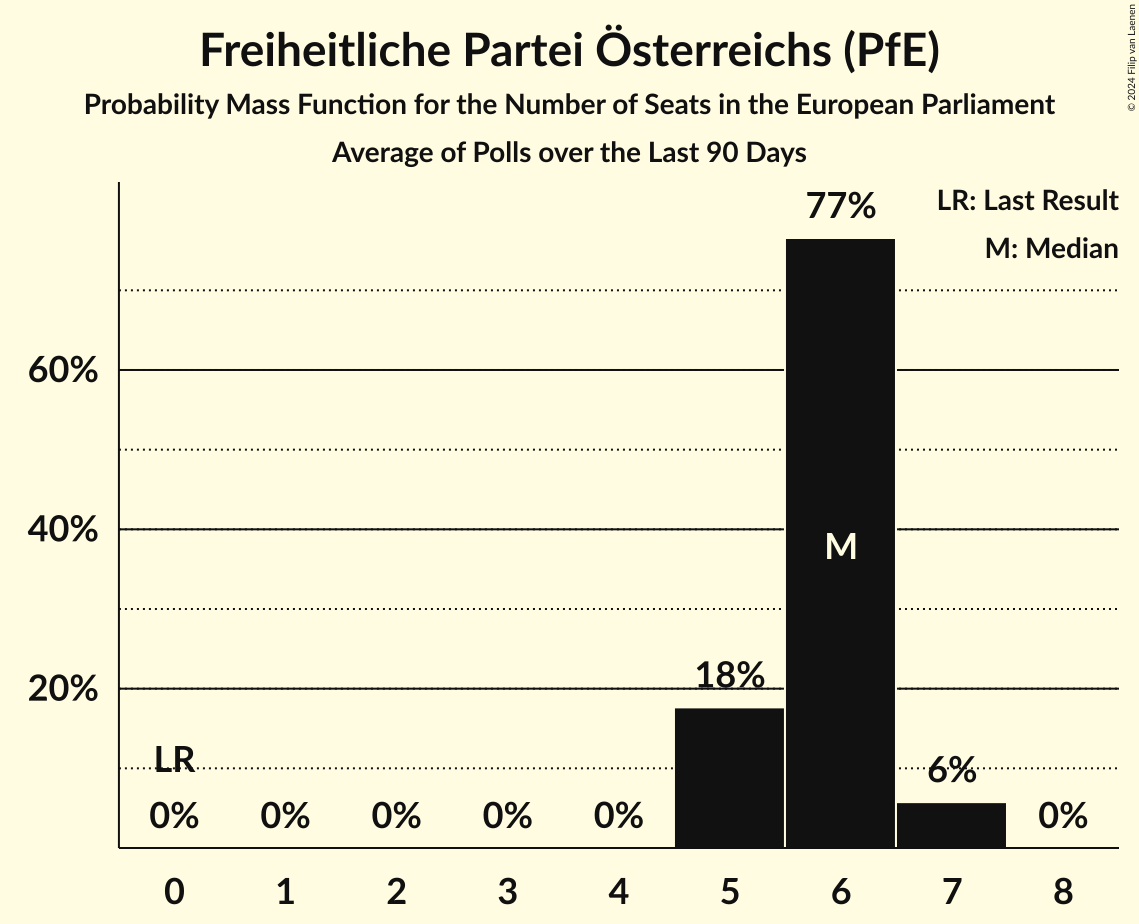 Freiheitliche Partei Österreichs (PfE)
Probability Mass Function for the Number of Seats in the European Parliament
Average of Polls over the Last 90 Days
© 2024 Filip van Laenen
LR: Last Result
M: Median
77%
60%
40%
M
20%
18%
LR
6%
0% 0% 0% 0% 0% 0%
0 1 2 3 4 5 6 7 8